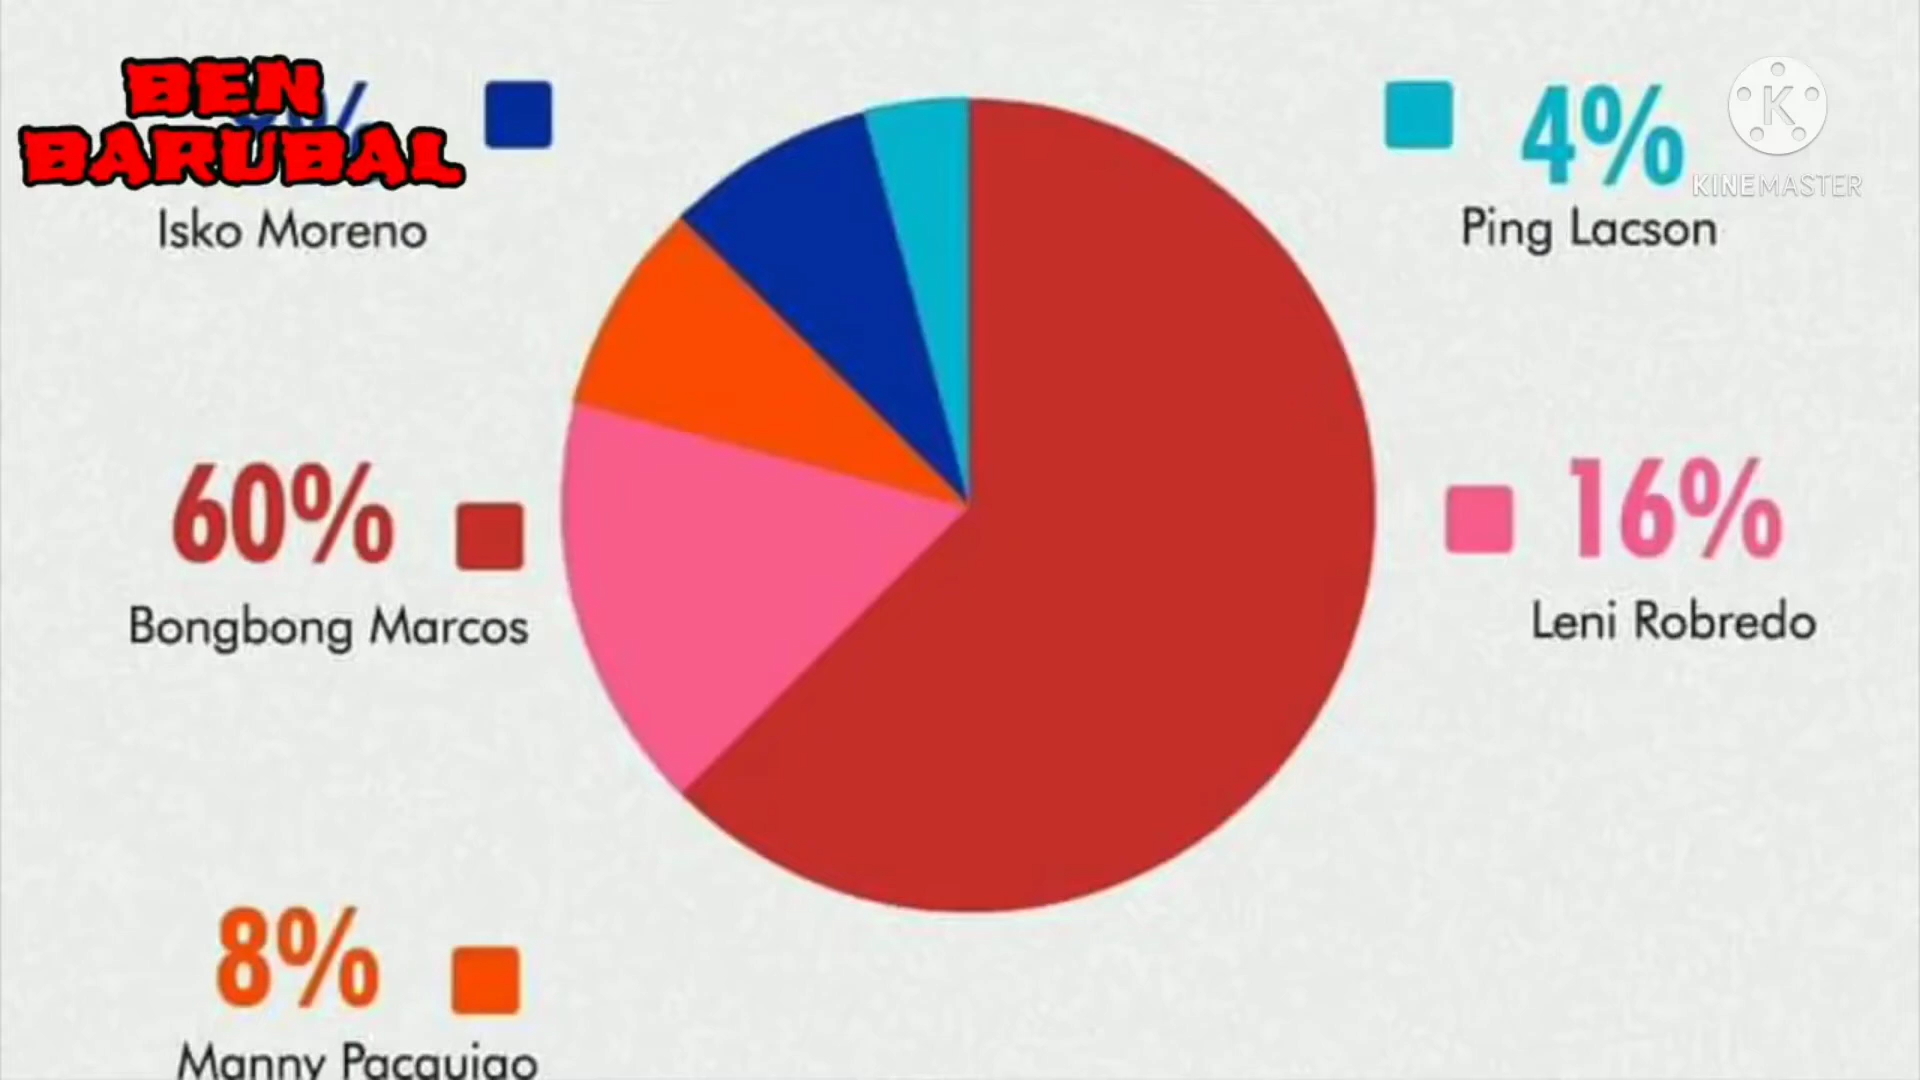 BEN
BARUBAL
Isko Moreno
4%
Ping Lacson
K
KINEMASTER
60%
Bongbong Marcos
16%
Leni Robredo
8%
Manny Pacquiao